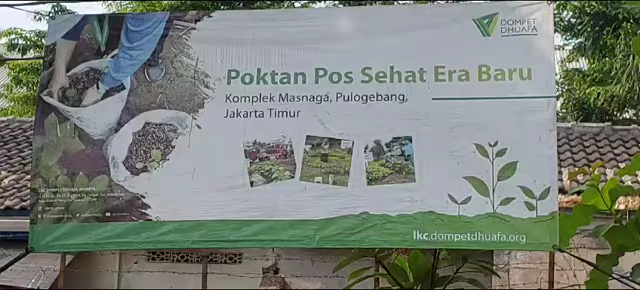 DOMPET
DHUAFA
Poktan Pos Sehat Era Baru
Komplek Masnaga, Pulogebang,
Jakarta Timur
lkc.dompetdhuafa.org